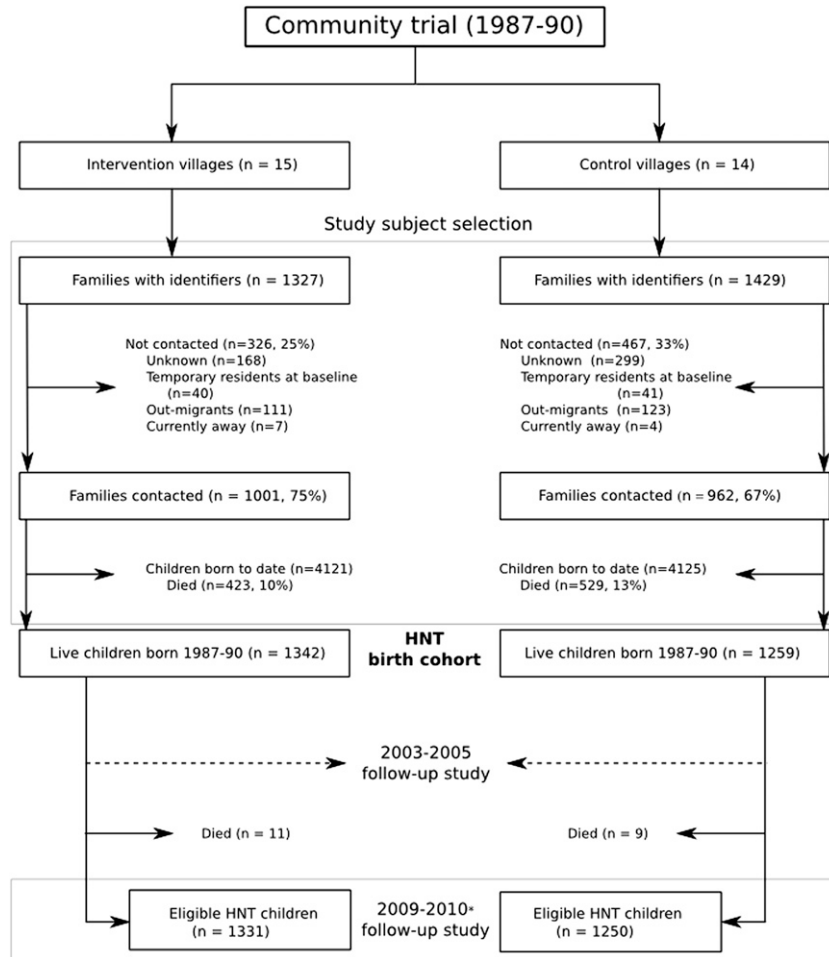 Community trial (1987-90)
Intervention villages (n = 15)
Control villages (n = 14)
Study subject selection
Families with identifiers (n = 1327)
Families with identifiers (n = 1429)
Not contacted (n=326, 25%)
Unknown (n=168)
Temporary residents at baseline
(n=40)
Out-migrants (n=111)
Currently away (n=7)
Not contacted (n=467, 33%)
Unknown (n=299)
Temporary residents at baseline
(n=41)
Out-migrants (n=123)
Currently away (n=4)
Families contacted (n = 1001, 75%)
Families contacted (n = 962, 67%)
Children born to date (n=4121)
Died (n=423, 10%)
Children born to date (n=4125)
Died (n=529, 13%)
Live children born 1987-90 (n = 1342)
HNT
birth cohort
Live children born 1987-90 (n = 1259)
2003-2005
follow-up study
Died (n = 11)
Died (n = 9)
Eligible HNT children
(n = 1331)
2009-2010*
follow-up study
Eligible HNT children
(n = 1250)